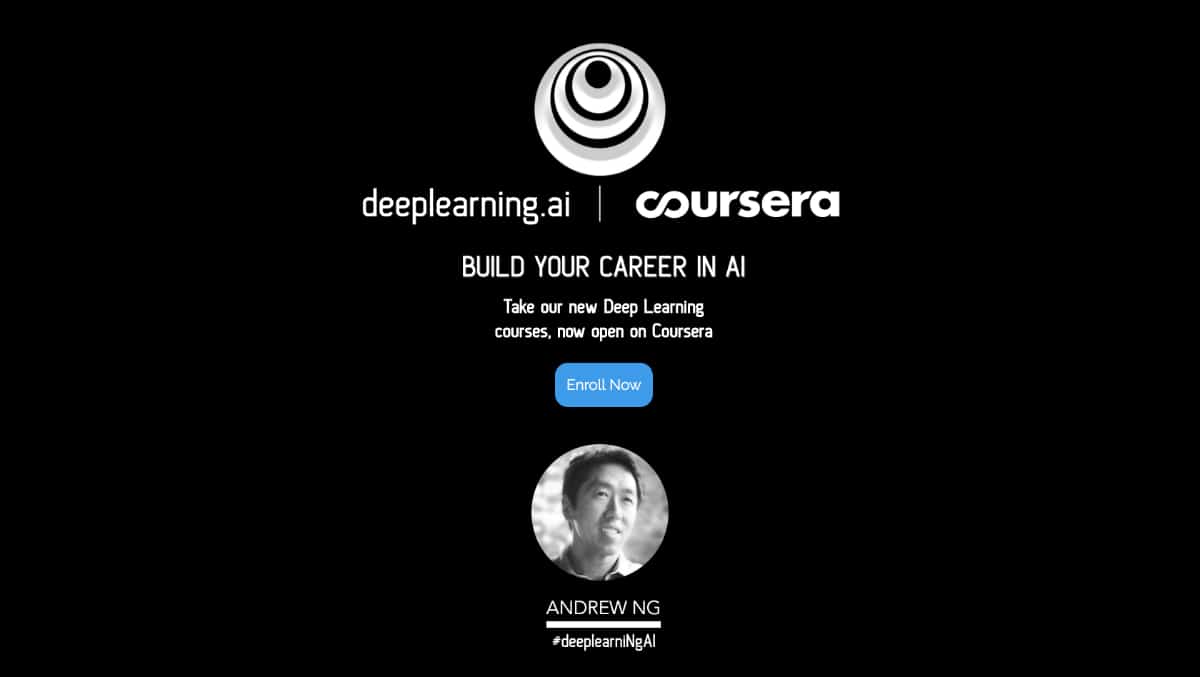 deeplearning.ai | coursera
BUILD YOUR CAREER IN AI
Take our new Deep Learning
courses, now open on Coursera
Enroll Now
ANDREW NG
#deeplearniNgAI